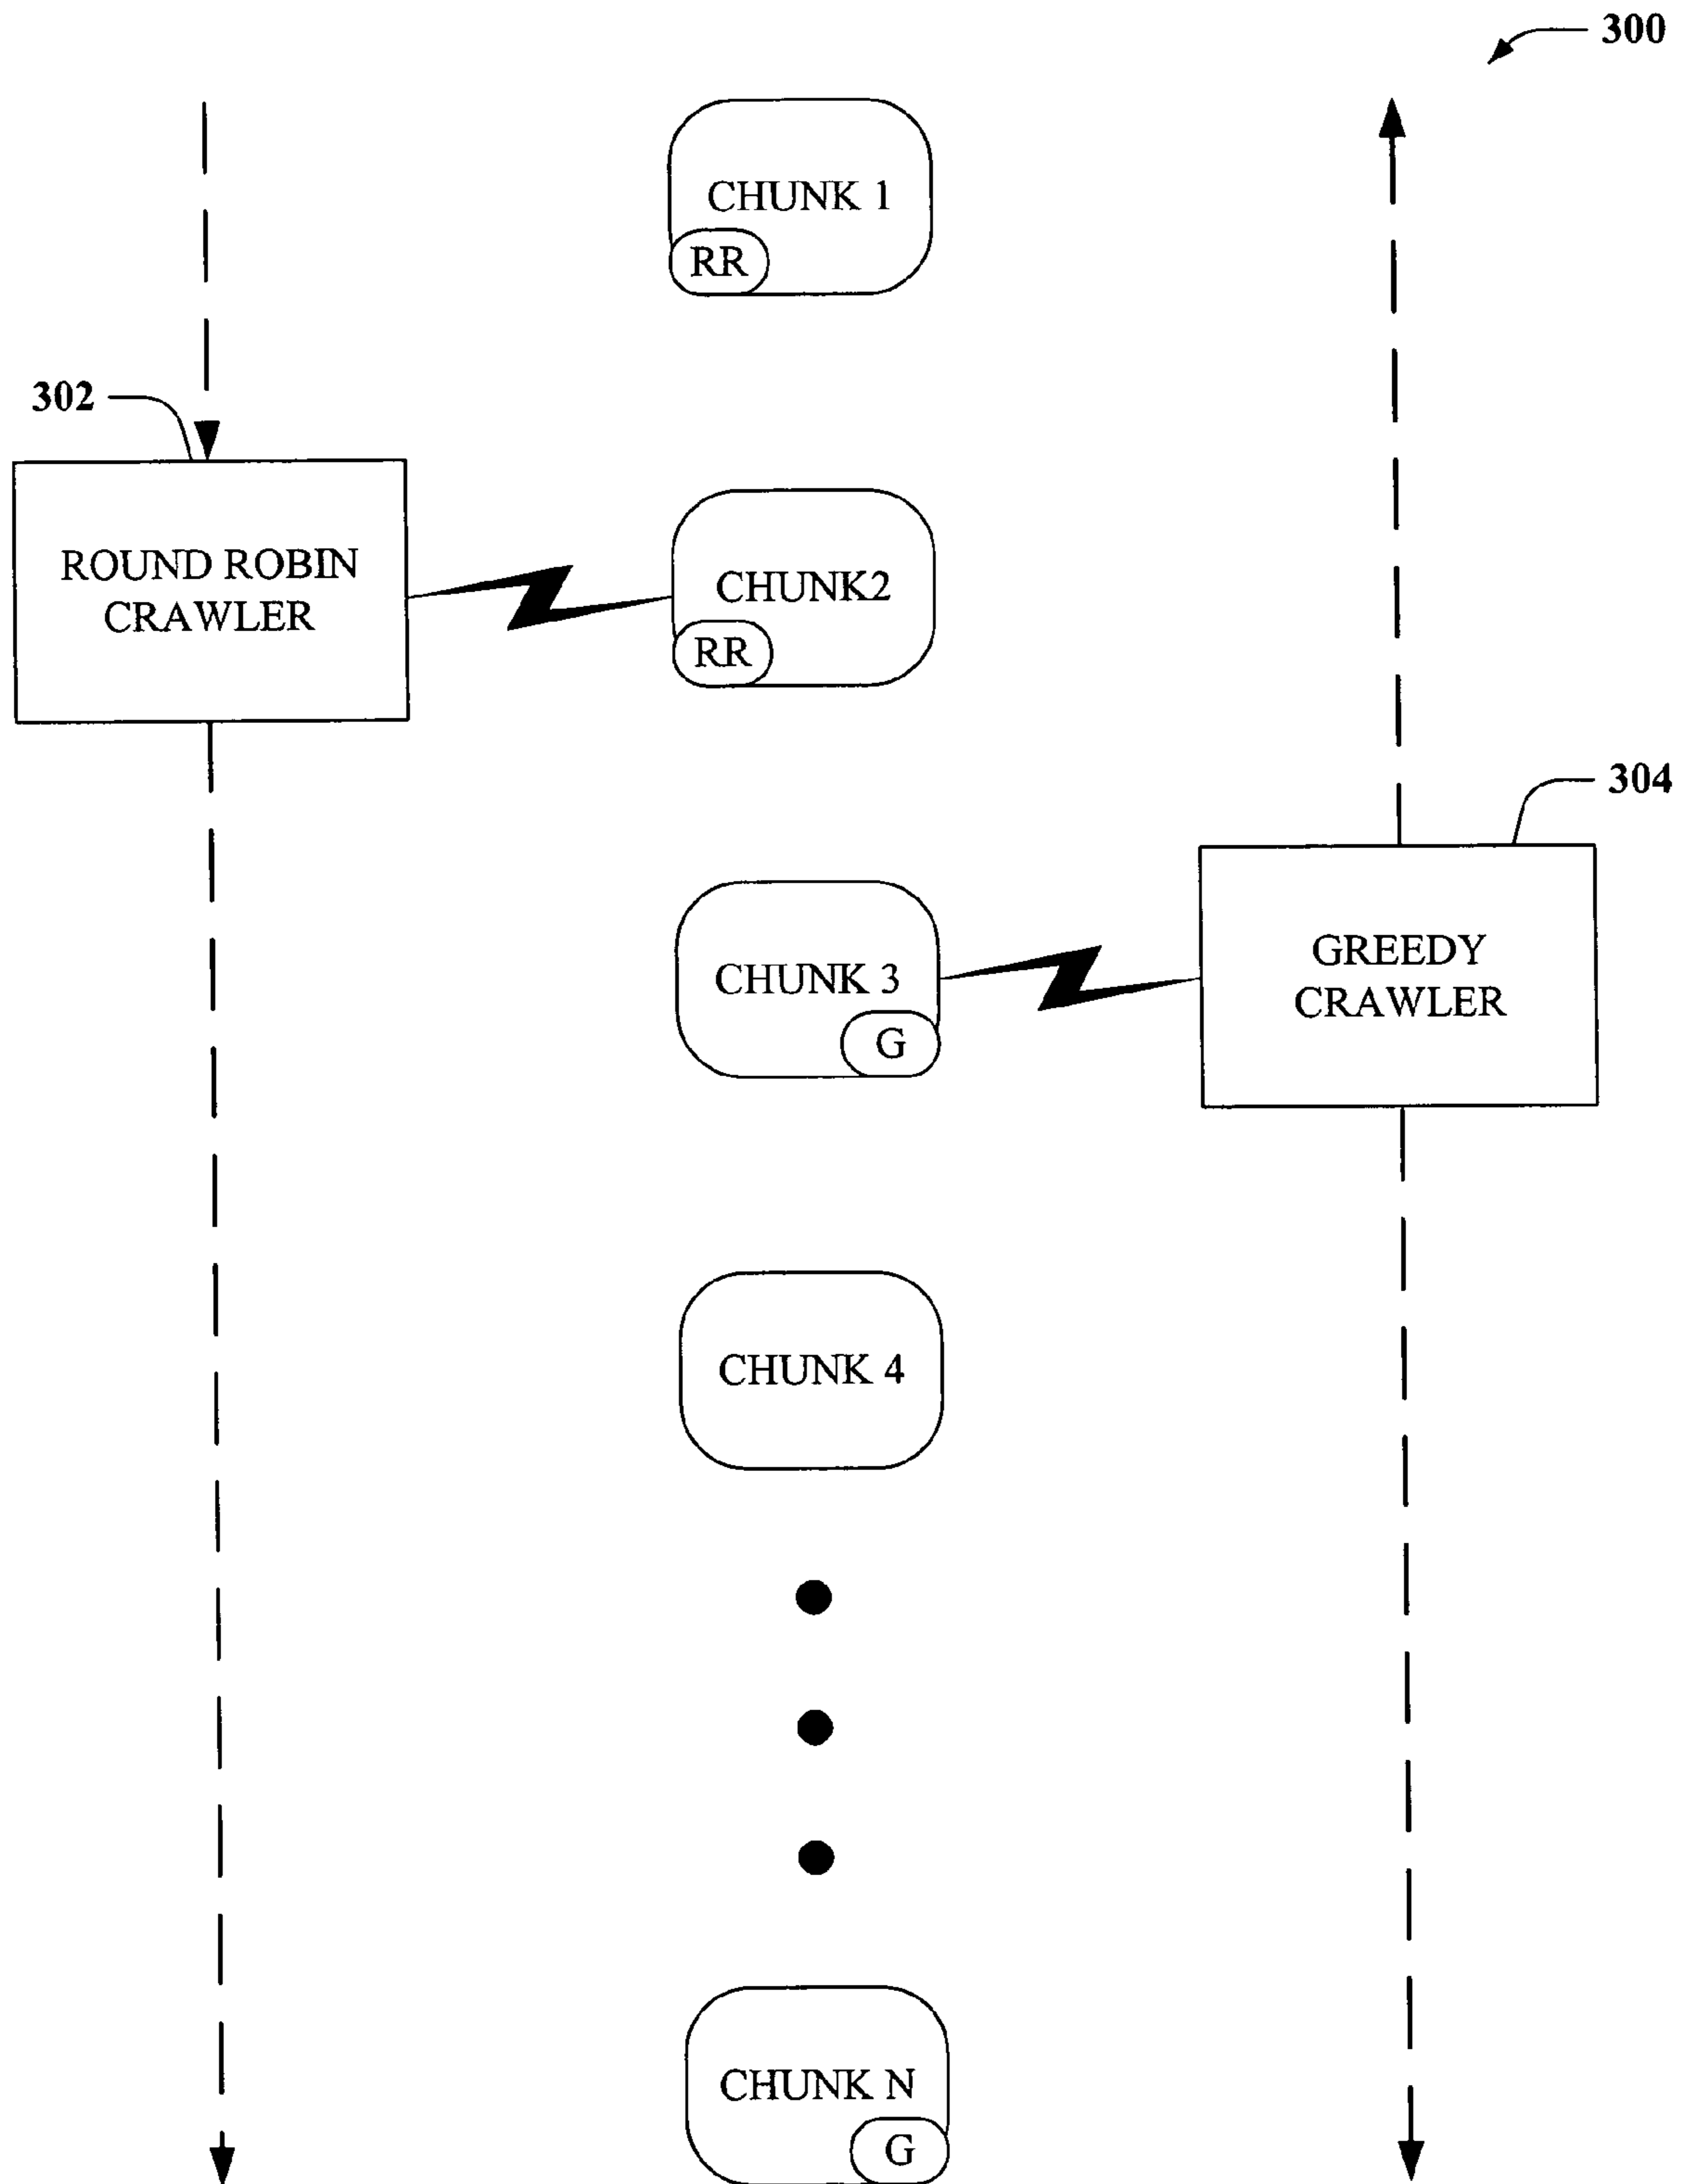 300
CHUNK 1
RR
302
ROUND ROBIN
CRAWLER
CHUNK2
RR
304
GREEDY
CRAWLER
CHUNK 3
G
CHUNK 4
CHUNK N
G